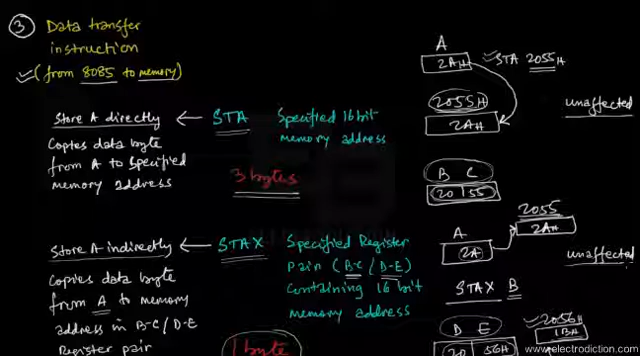 ③ Data transfer
instruction
(from 8085 to memory)
A
2AH
STA 2055H
2055H
2AH
unaffected
Store A directly ← STA Specified 16 bit
memory address
Copies data byte
from A to specified
memory address
3 bytes
B C
20 55
2055
2AH
A
2A
unaffected
Store A indirectly ← STAX Specified Register
pair (B-C / D-E)
containing 16 bit
memory address
Copies data byte
from A to memory
address in B-C/D-E
Register pair
STAX B
1 byte
D E
20 56H
2056H
1BH
www.electrodiction.com